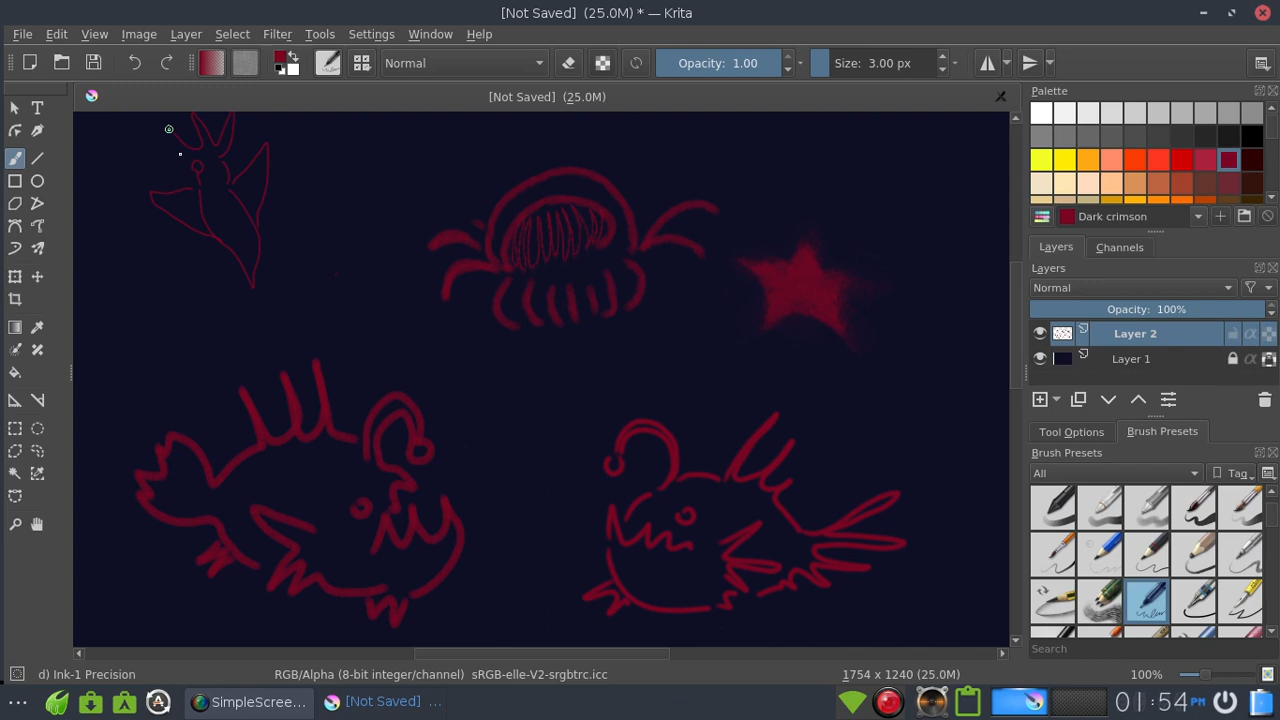 [Not Saved] (25.0M) * — Krita
File Edit View Image Layer Select Filter Tools Settings Window Help
Normal Opacity: 1.00 Size: 3.00 px
[Not Saved] (25.0M)
Palette
Dark crimson
Layers Channels
Layers
Normal
Opacity: 100%
Layer 2
Layer 1
Tool Options Brush Presets
Brush Presets
All Tag
Search
d) Ink-1 Precision RGB/Alpha (8-bit integer/channel) sRGB-elle-V2-srgbtrc.icc 1754 x 1240 (25.0M) 100%
SimpleScree... [Not Saved] ... 01:54